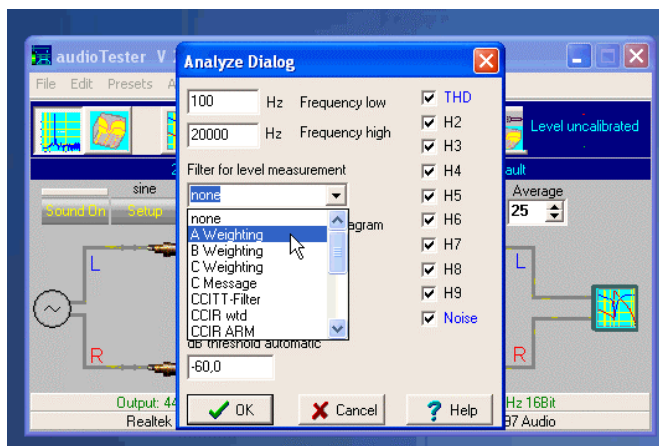 audioTester V
Analyze Dialog
File Edit Presets A
100 Hz Frequency low
20000 Hz Frequency high
THD
H2
H3
H4
H5
H6
H7
H8
H9
Noise
Level uncalibrated
2
ault
Filter for level measurement
none
sine
Sound On Setup
Average
25
none
A Weighting
B Weighting
C Weighting
C Message
CCITT-Filter
CCIR wtd
CCIR ARM
agram
L
L
R
R
dB threshold automatic
-60,0
OK
Cancel
? Help
Output: 44
Hz 16Bit
Realtek
97 Audio